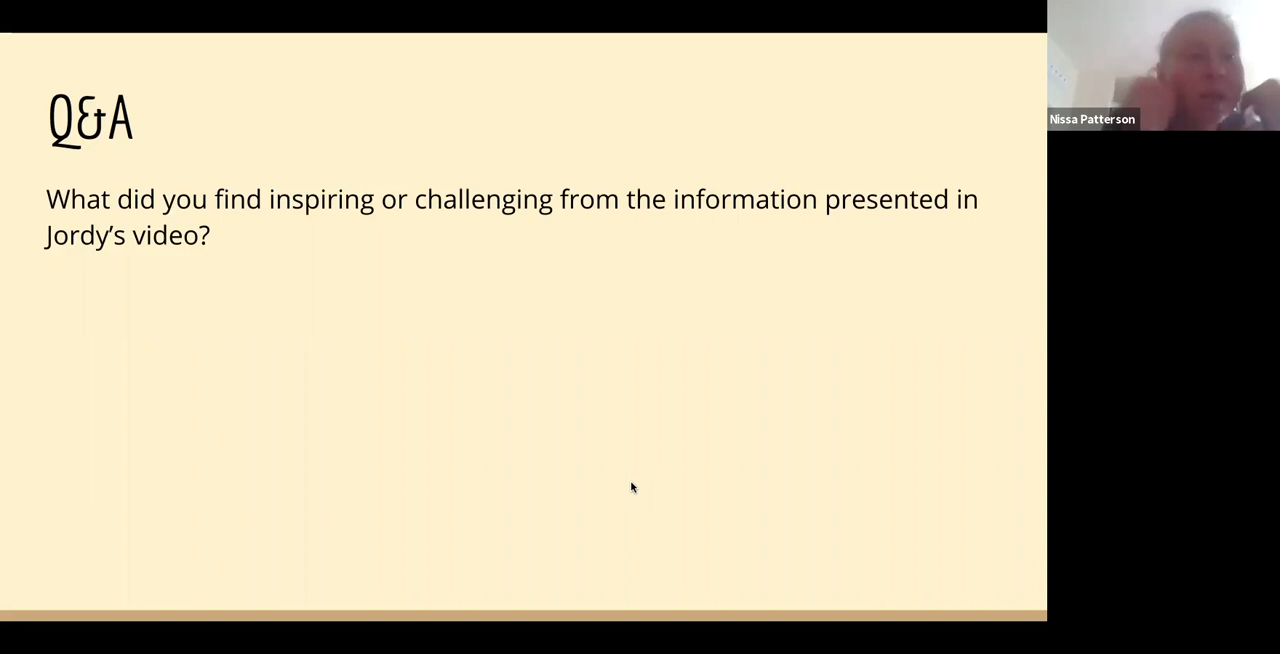 Q&A
What did you find inspiring or challenging from the information presented in
Jordy’s video?
Nissa Patterson